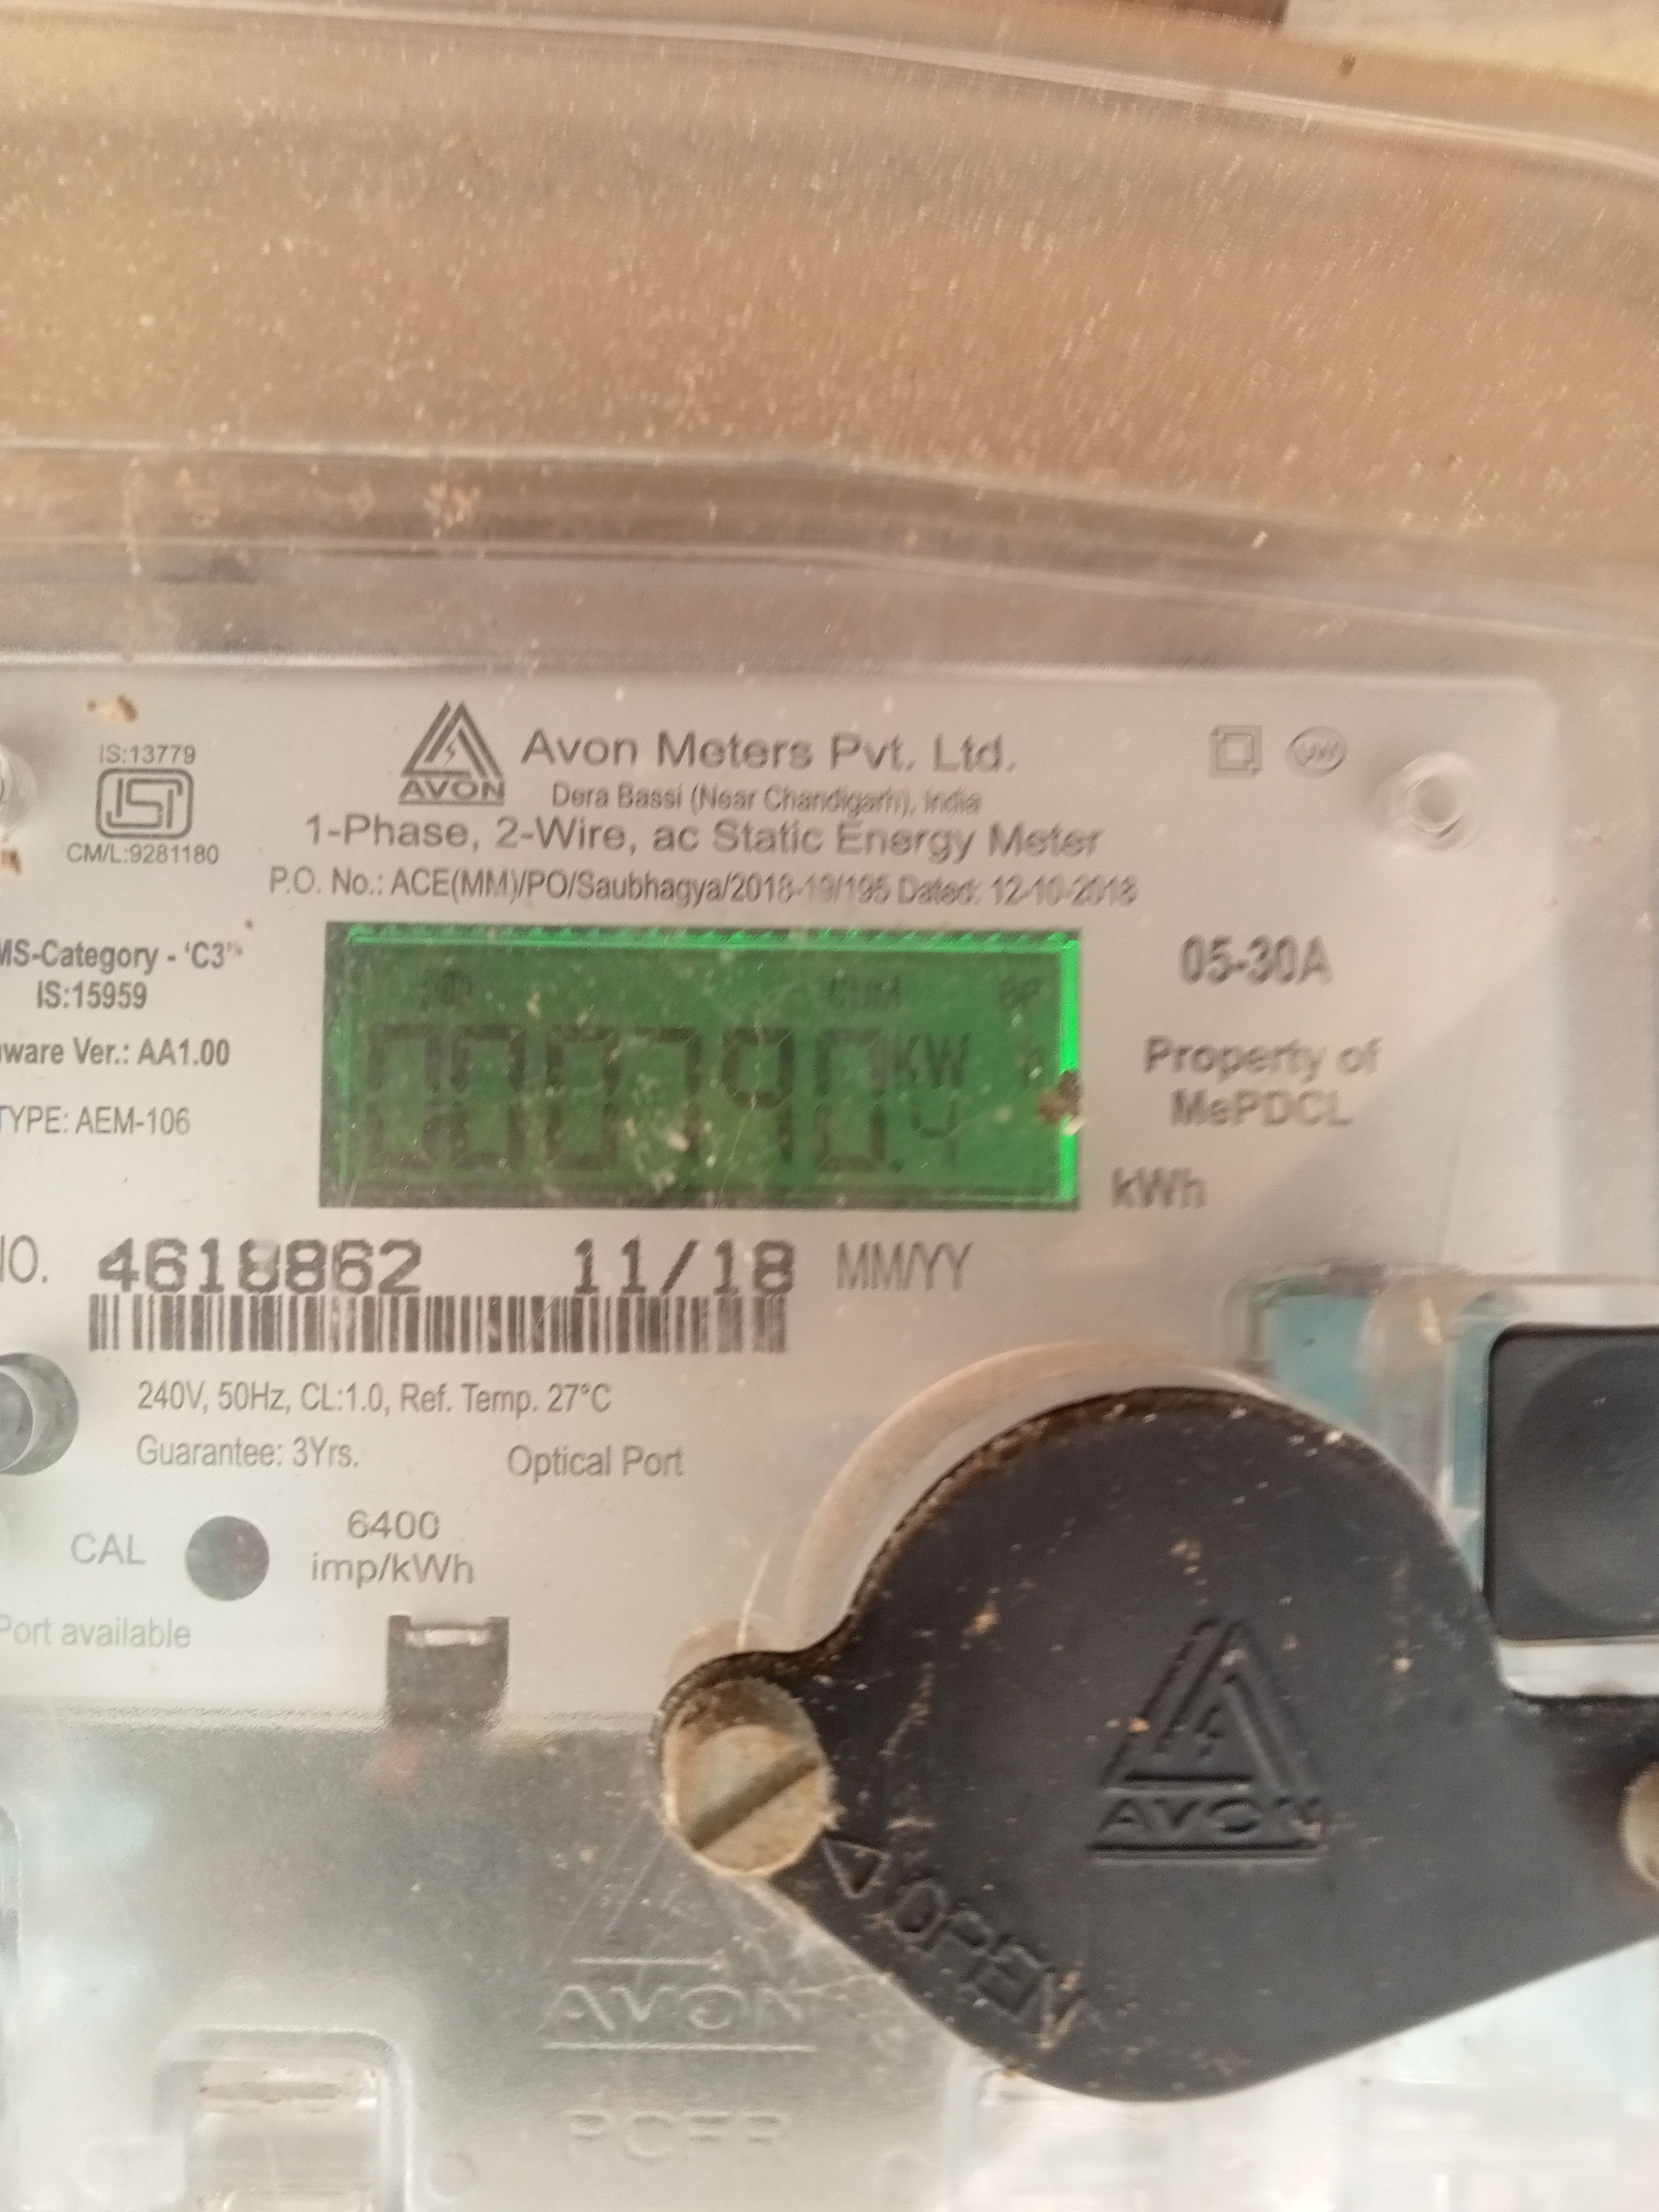 IS:13779
ISI
CM/L:9281180
AVON
Avon Meters Pvt. Ltd.
Dera Bassi (Near Chandigarh), India
1-Phase, 2-Wire, ac Static Energy Meter
P.O. No.: ACE(MM)/PO/Saubhagya/2018-19/195 Dated: 12-10-2018
MS-Category - 'C3'
IS:15959
ware Ver.: AA1.00
TYPE: AEM-106
CUM
KW
05-30A
Property of
MePDCL
kWh
NO. 4618862 11/18 MM/YY
240V, 50Hz, CL:1.0, Ref. Temp. 27°C
Guarantee: 3Yrs.
Optical Port
CAL
6400
imp/kWh
Port available
AVON
OPEN
AVON